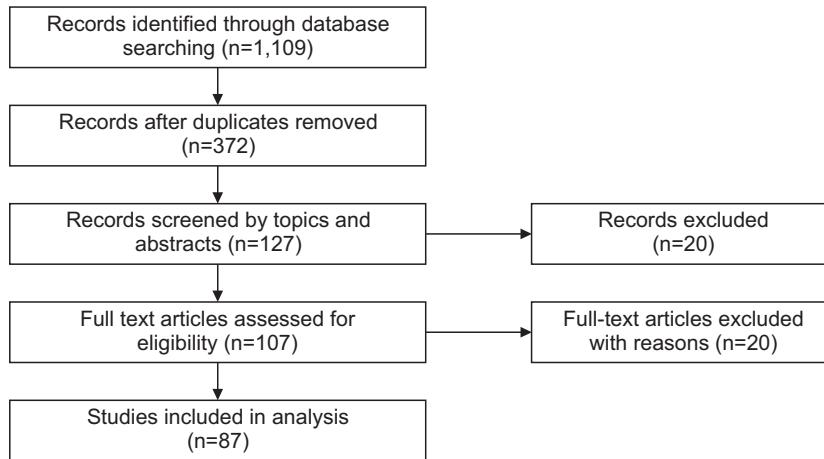 Records identified through database
searching (n=1,109)
Records after duplicates removed
(n=372)
Records screened by topics and
abstracts (n=127)
Records excluded
(n=20)
Full text articles assessed for
eligibility (n=107)
Full-text articles excluded
with reasons (n=20)
Studies included in analysis
(n=87)